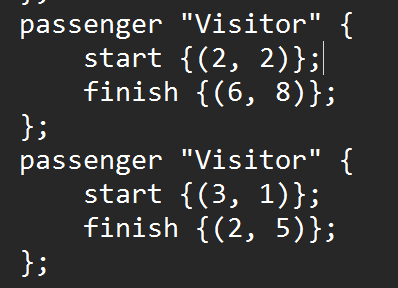 passenger "Visitor" {
    start {(2, 2)};
    finish {(6, 8)};
};
passenger "Visitor" {
    start {(3, 1)};
    finish {(2, 5)};
};